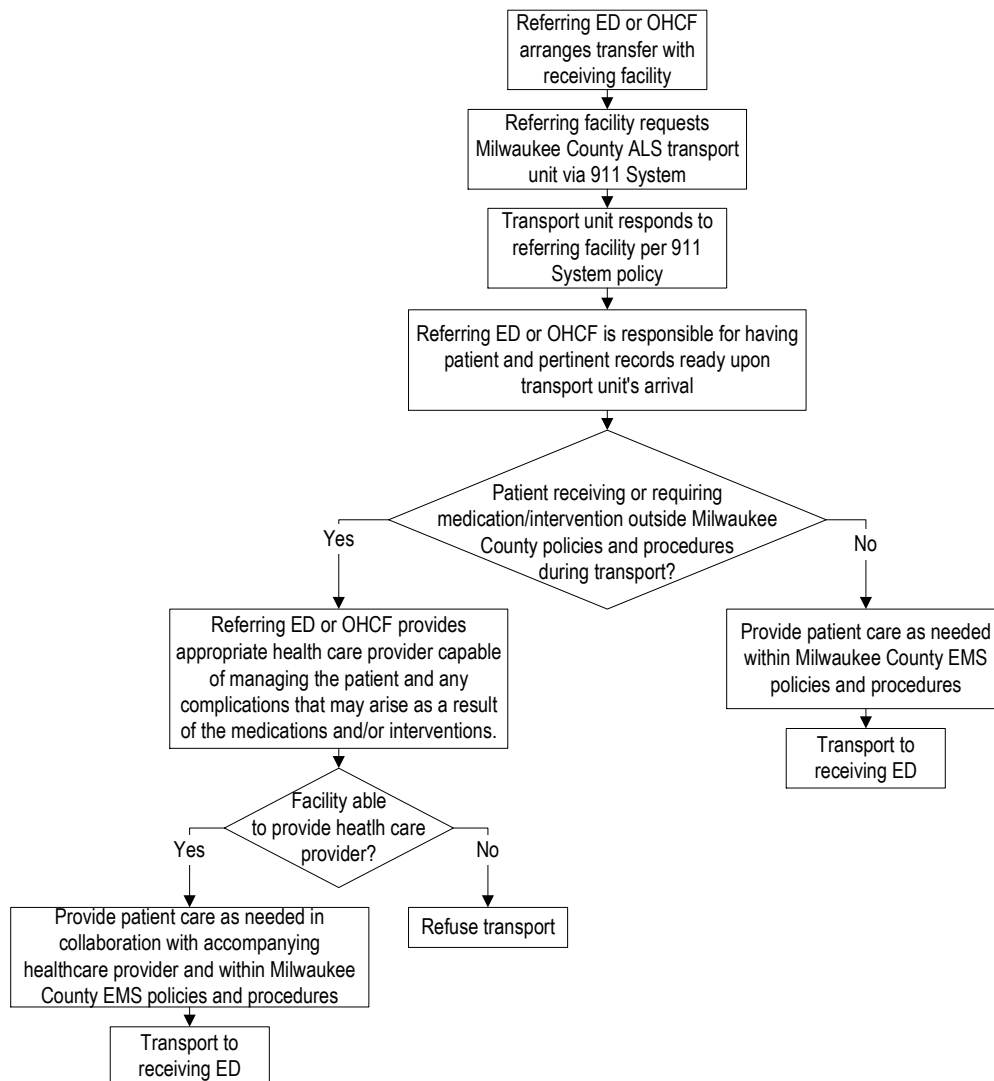 Referring ED or OHCF
arranges transfer with
receiving facility
Referring facility requests
Milwaukee County ALS transport
unit via 911 System
Transport unit responds to
referring facility per 911
System policy
Referring ED or OHCF is responsible for having
patient and pertinent records ready upon
transport unit's arrival
Patient receiving or requiring
medication/intervention outside Milwaukee
County policies and procedures
during transport?
Yes
No
Referring ED or OHCF provides
appropriate health care provider capable
of managing the patient and any
complications that may arise as a result
of the medications and/or interventions.
Provide patient care as needed
within Milwaukee County EMS
policies and procedures
Transport to
receiving ED
Facility able
to provide heatlh care
provider?
Yes
No
Provide patient care as needed in
collaboration with accompanying
healthcare provider and within Milwaukee
County EMS policies and procedures
Refuse transport
Transport to
receiving ED